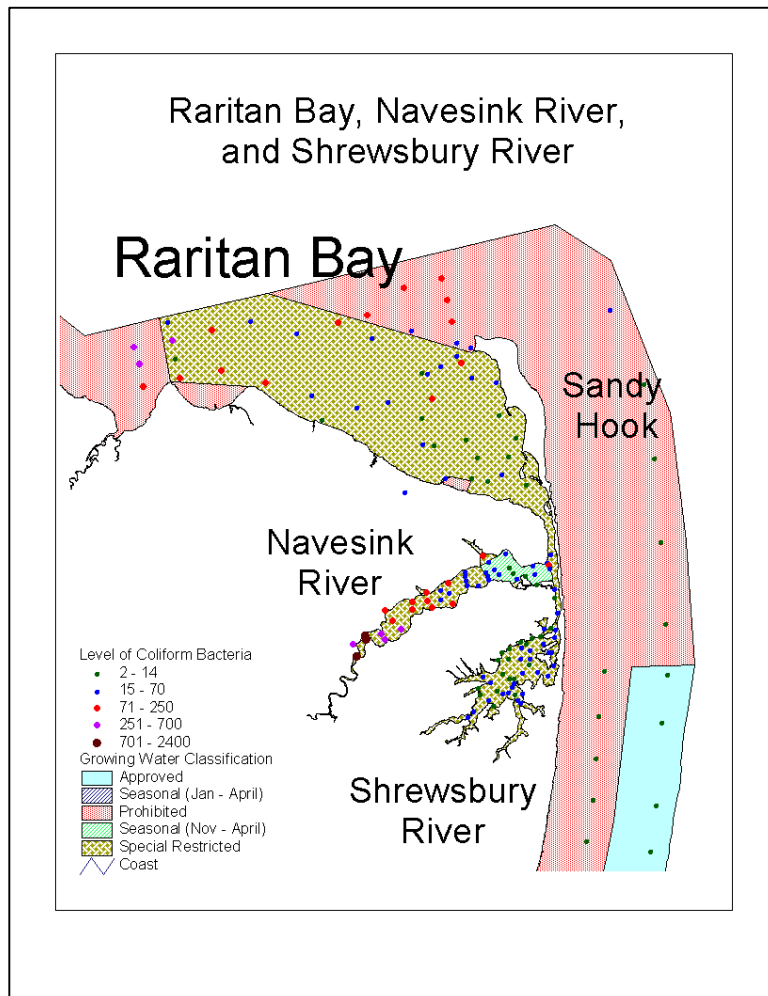 Raritan Bay, Navesink River,
and Shrewsbury River
Raritan Bay
Sandy
Hook
Navesink
River
Shrewsbury
River
Level of Coliform Bacteria
2 - 14
15 - 70
71 - 250
251 - 700
701 - 2400
Growing Water Classification
Approved
Seasonal (Jan - April)
Prohibited
Seasonal (Nov - April)
Special Restricted
Coast